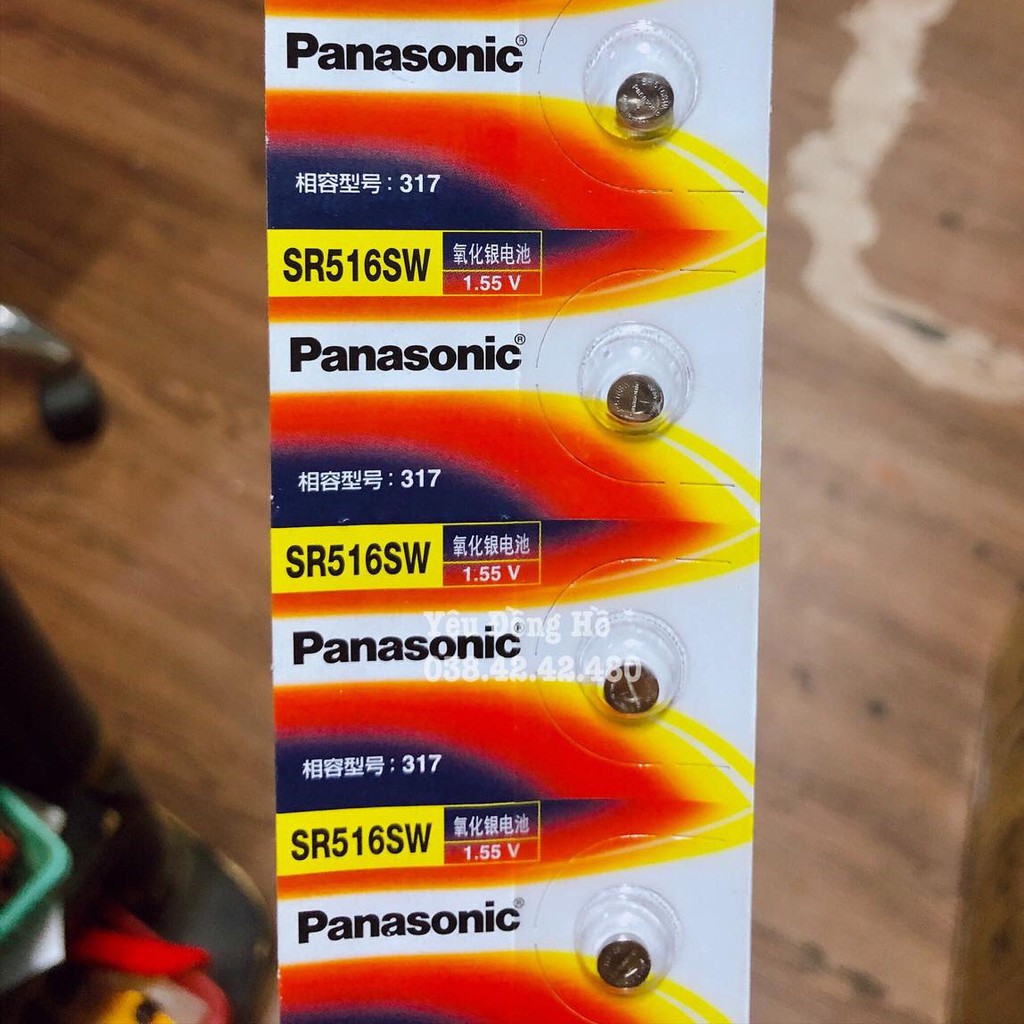 Panasonic®
相容型号：317
SR516SW
氧化银电池
1.55 V
Panasonic®
相容型号：317
SR516SW
氧化银电池
1.55 V
Yêu Đồng Hồ
Panasonic®
038.42.42.480
相容型号：317
SR516SW
氧化银电池
1.55 V
Panasonic®